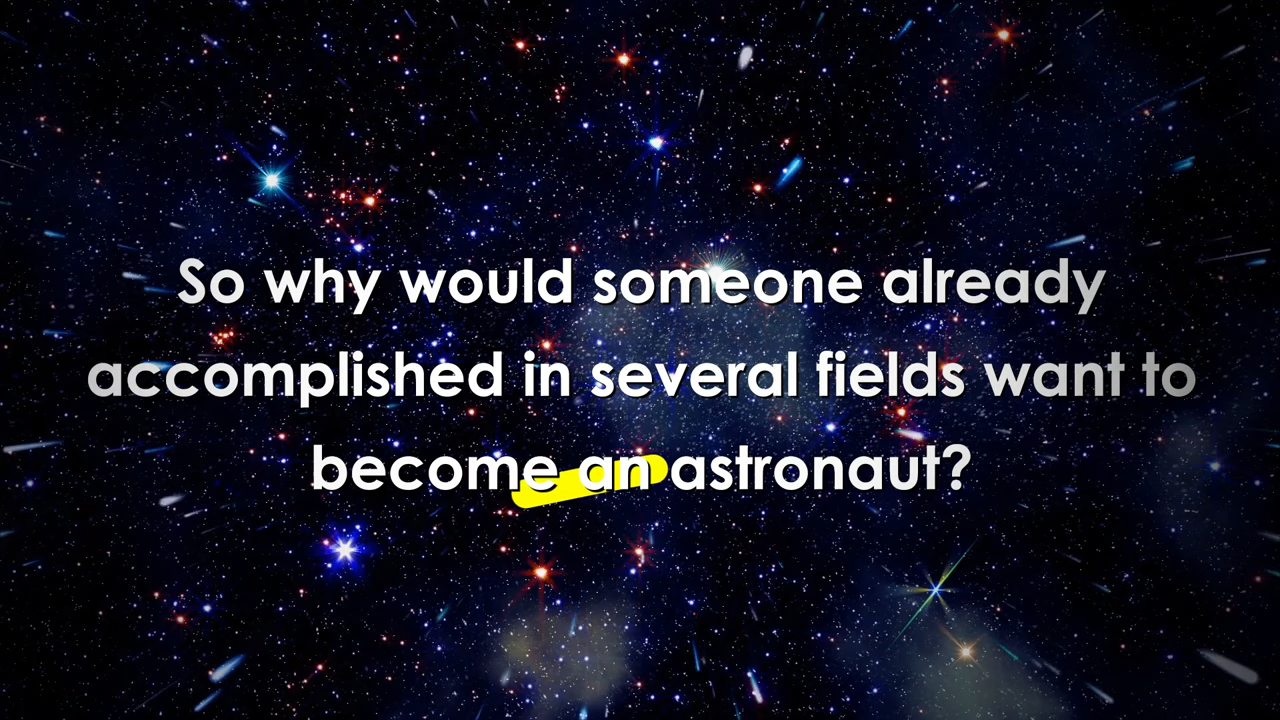 So why would someone already
accomplished in several fields want to
become an astronaut?